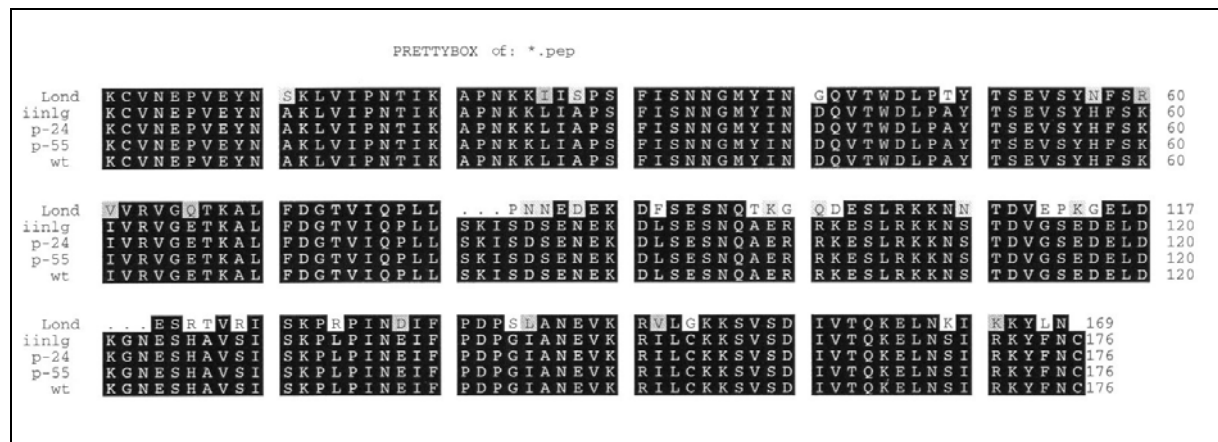 PRETTYBOX of: *.pep
Lond KCVNEPVEYN SKLVIPNTIK APNKKIISPS FISNNGMYIN GQVTWDLPTY TSEVSYNFSR 60
iinlg KCVNEPVEYN AKLVIPNTIK APNKKLIAPS FISNNGMYIN DQVTWDLPAY TSEVSYHFSK 60
p-24 KCVNEPVEYN AKLVIPNTIK APNKKLIAPS FISNNGMYIN DQVTWDLPAY TSEVSYHFSK 60
p-55 KCVNEPVEYN AKLVIPNTIK APNKKLIAPS FISNNGMYIN DQVTWDLPAY TSEVSYHFSK 60
wt KCVNEPVEYN AKLVIPNTIK APNKKLIAPS FISNNGMYIN DQVTWDLPAY TSEVSYHFSK 60
Lond VVRVGQTKAL FDGTVIQPLL ...PNNEDEK DFSESNQTKG QDESLRKKNN TDVEPKGELD 117
iinlg IVRVGETKAL FDGTVIQPLL SKISDSENEK DLSESNQAER RKESLRKKNS TDVGSEDELD 120
p-24 IVRVGETKAL FDGTVIQPLL SKISDSENEK DLSESNQAER RKESLRKKNS TDVGSEDELD 120
p-55 IVRVGETKAL FDGTVIQPLL SKISDSENEK DLSESNQAER RKESLRKKNS TDVGSEDELD 120
wt IVRVGETKAL FDGTVIQPLL SKISDSENEK DLSESNQAER RKESLRKKNS TDVGSEDELD 120
Lond ...ESRTVRI SKPRPINDIF PDPSLANEVK RVLGKKSVSD IVTQKELNKI KKYLN 169
iinlg KGNESHAVSI SKPLPINEIF PDPGIANEVK RILCKKSVSD IVTQKELNSI RKYFNC 176
p-24 KGNESHAVSI SKPLPINEIF PDPGIANEVK RILCKKSVSD IVTQKELNSI RKYFNC 176
p-55 KGNESHAVSI SKPLPINEIF PDPGIANEVK RILCKKSVSD IVTQKELNSI RKYFNC 176
wt KGNESHAVSI SKPLPINEIF PDPGIANEVK RILCKKSVSD IVTQKELNSI RKYFNC 176